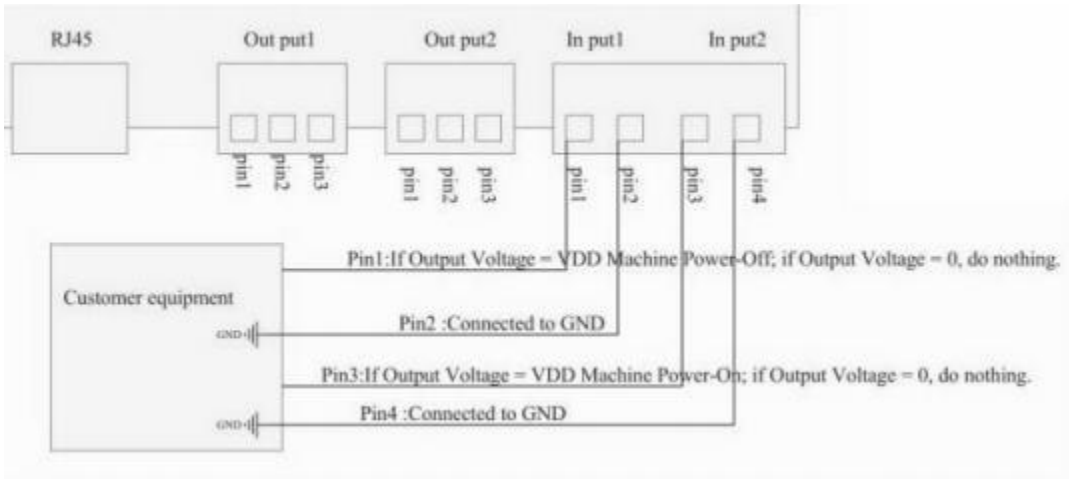 RJ45
Out put1
Out put2
In put1
In put2
pin1
pin2
pin3
pin1
pin2
pin3
pin1
pin2
pin3
pin4
Pin1:If Output Voltage = VDD Machine Power-Off; if Output Voltage = 0, do nothing.
Customer equipment
Pin2 :Connected to GND
GND
Pin3:If Output Voltage = VDD Machine Power-On; if Output Voltage = 0, do nothing.
Pin4 :Connected to GND
GND